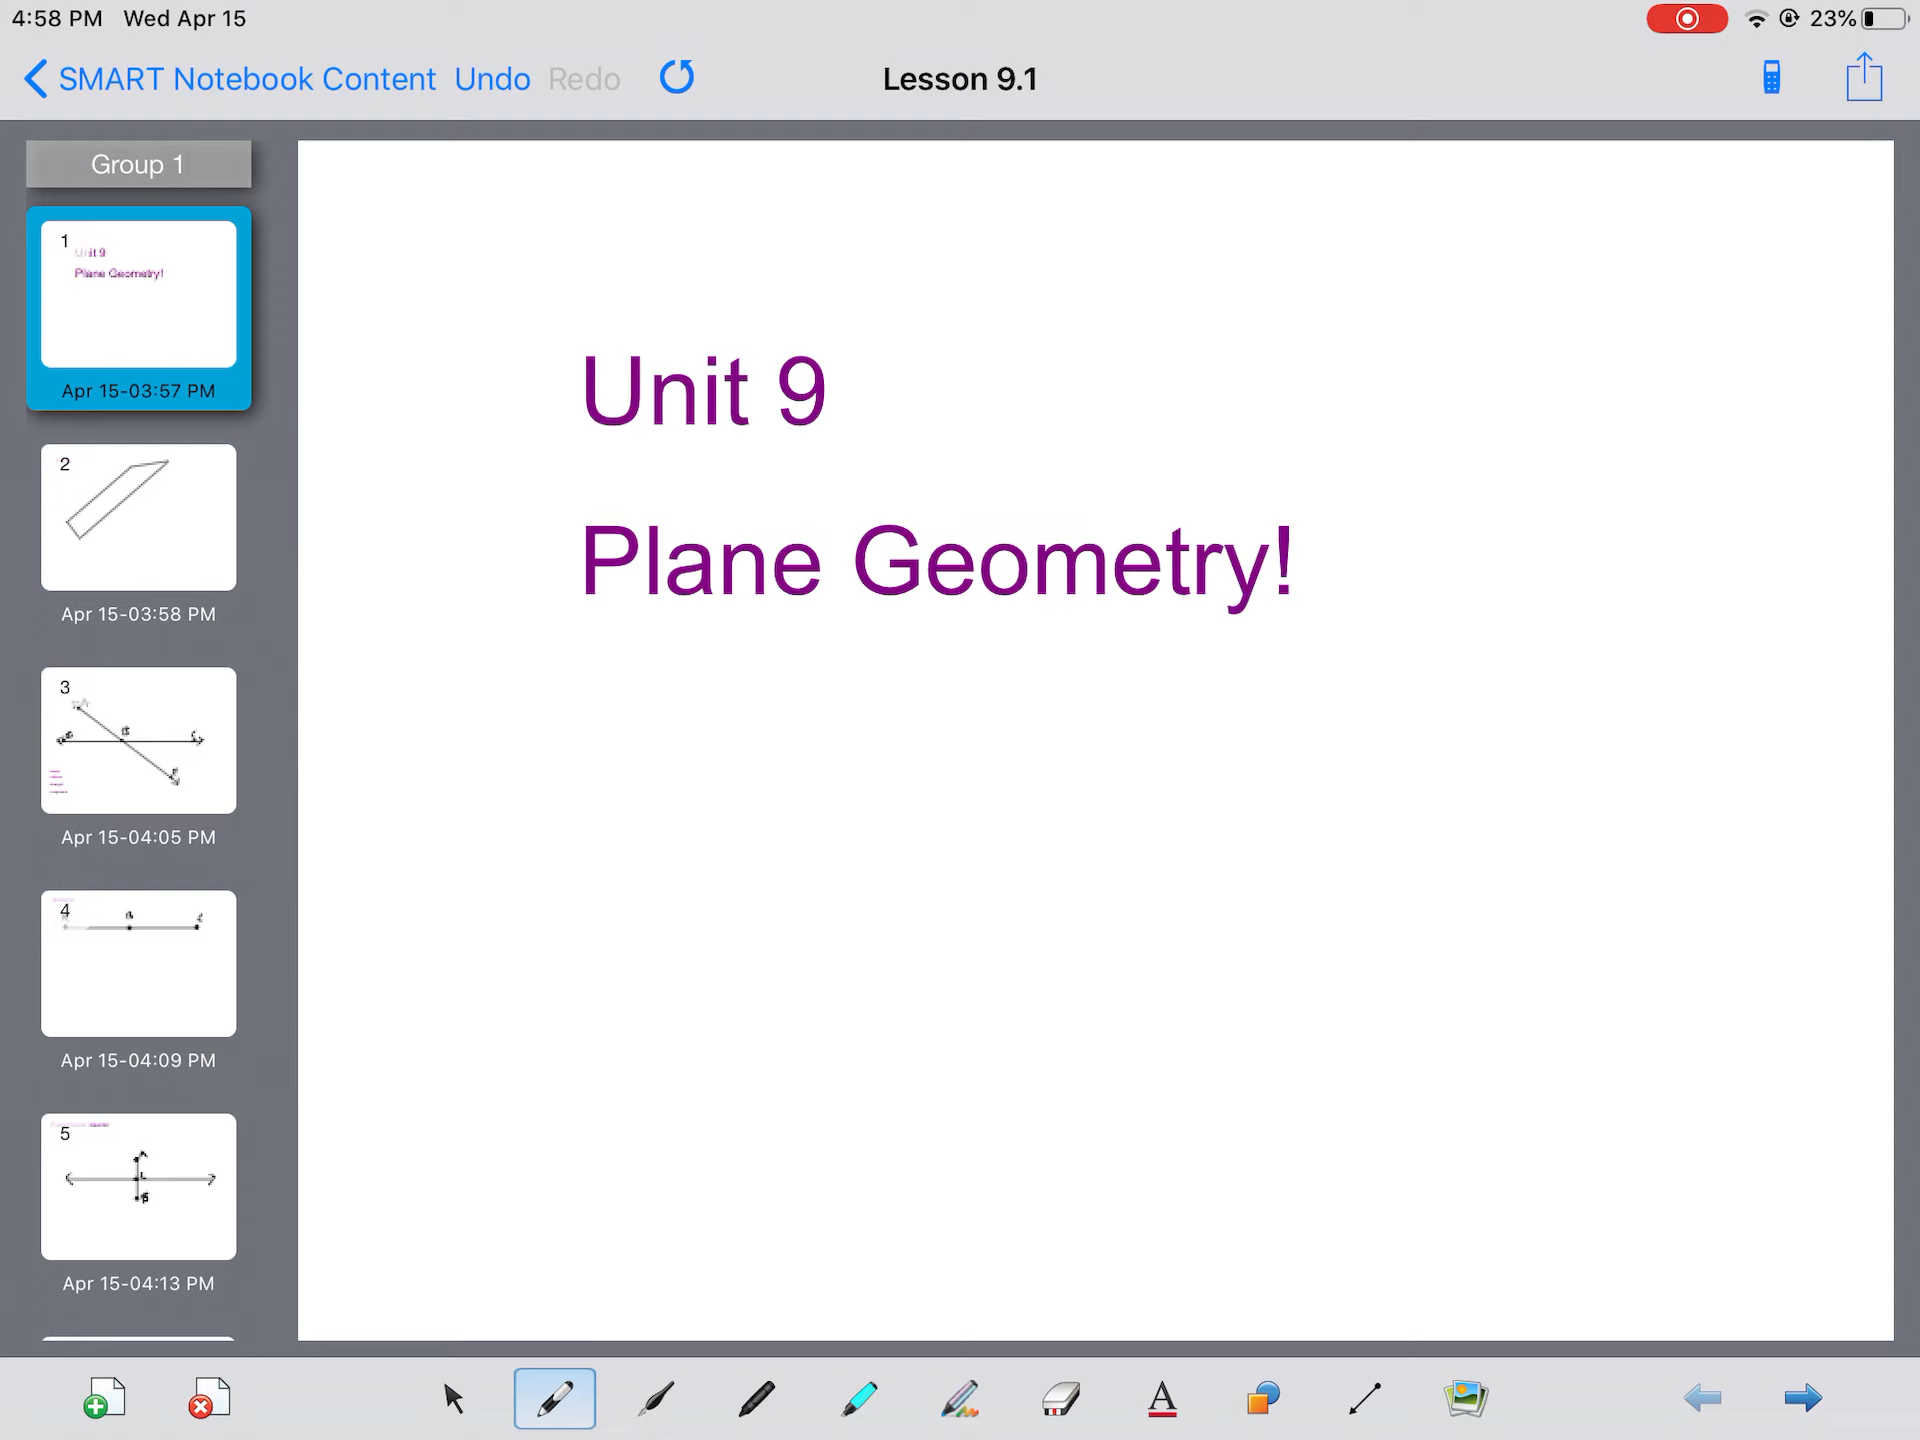 4:58 PM Wed Apr 15
23%
SMART Notebook Content Undo Redo
Lesson 9.1
Group 1
1
Unit 9
Plane Geometry!
Apr 15-03:57 PM
2
Apr 15-03:58 PM
3
Apr 15-04:05 PM
4
Apr 15-04:09 PM
5
Apr 15-04:13 PM
Unit 9
Plane Geometry!
A